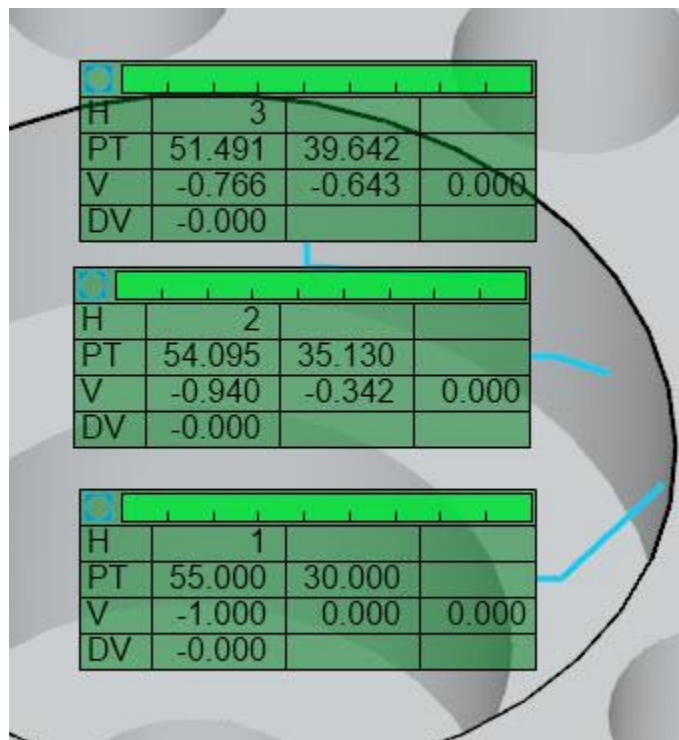 H 3
PT 51.491 39.642
V -0.766 -0.643 0.000
DV -0.000
H 2
PT 54.095 35.130
V -0.940 -0.342 0.000
DV -0.000
H 1
PT 55.000 30.000
V -1.000 0.000 0.000
DV -0.000